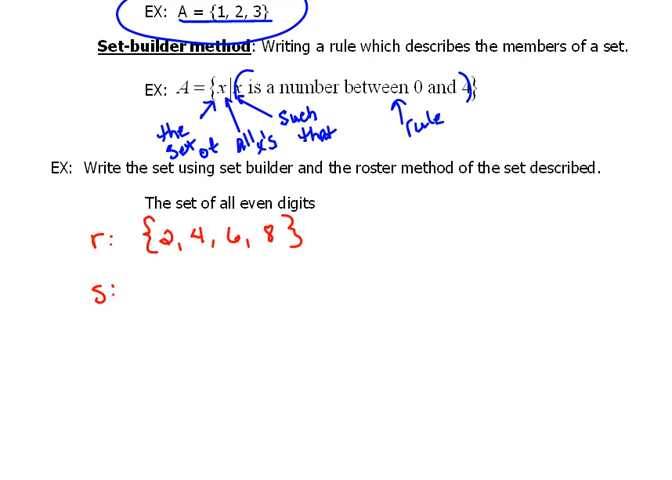 EX: A = {1, 2, 3}
Set-builder method: Writing a rule which describes the members of a set.
EX: A = {x|x is a number between 0 and 4}
the set of
All x's
such that
rule
EX: Write the set using set builder and the roster method of the set described.
The set of all even digits
r: {2, 4, 6, 8}
s: